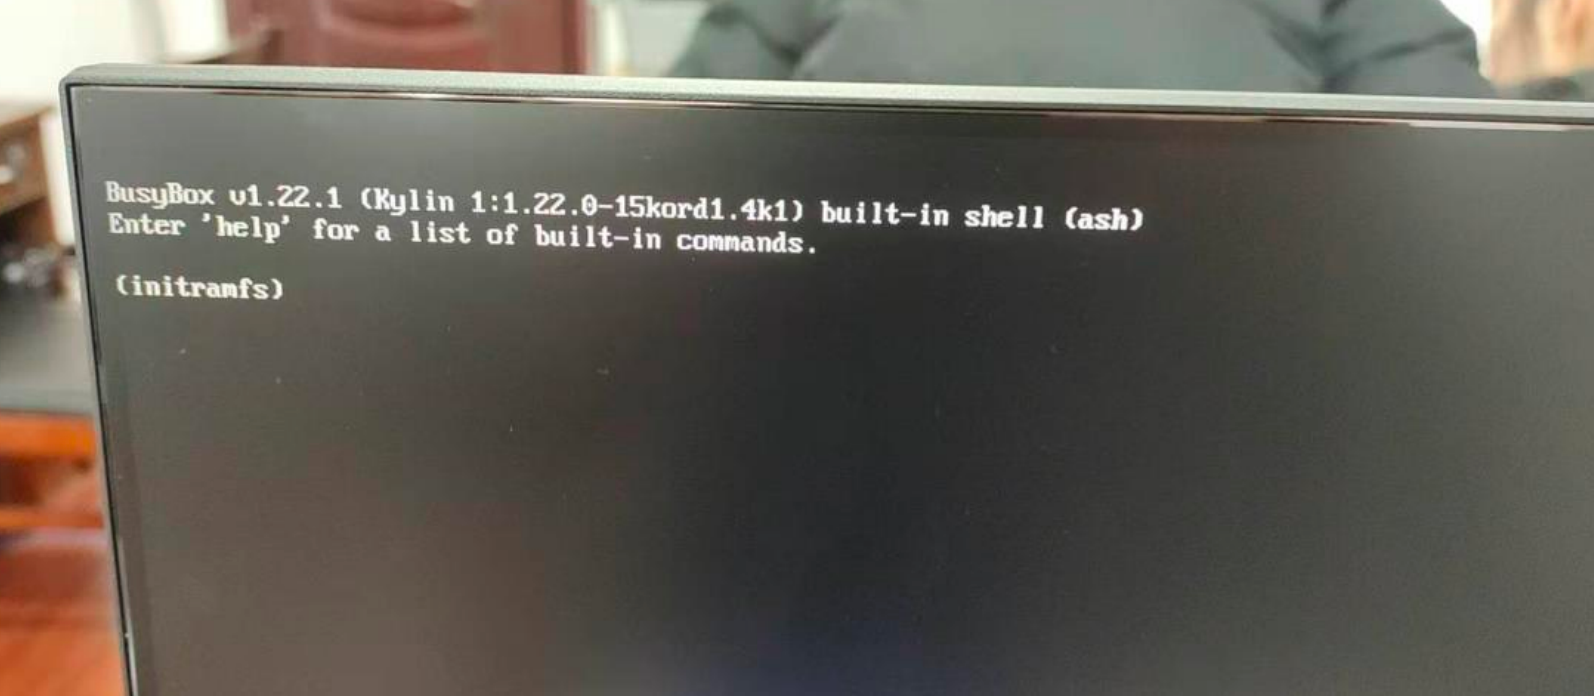 BusyBox v1.22.1 (Kylin 1:1.22.0-15kord1.4k1) built-in shell (ash)
Enter 'help' for a list of built-in commands.
(initramfs)